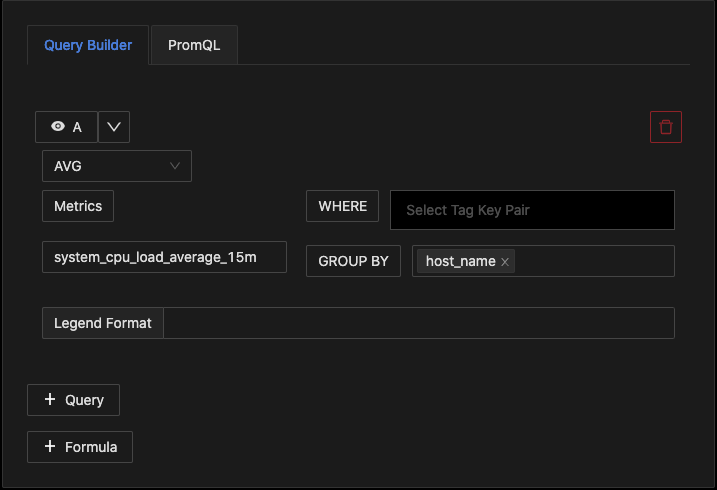 Query Builder PromQL
A
AVG
Metrics WHERE Select Tag Key Pair
system_cpu_load_average_15m GROUP BY host_name
Legend Format
+ Query
+ Formula